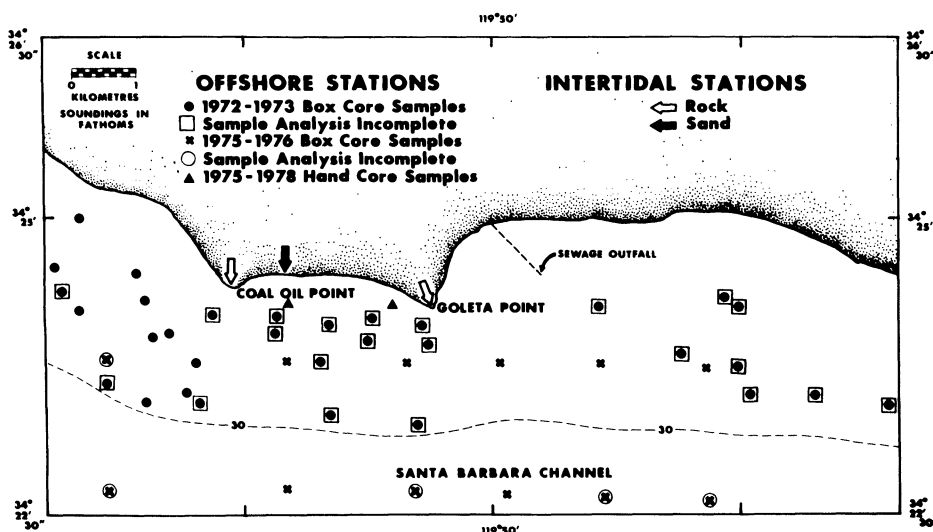 119°50'
34°
26'
30"
34°
26'
30"
SCALE
0 1
KILOMETRES
SOUNDINGS IN
FATHOMS
OFFSHORE STATIONS
1972-1973 Box Core Samples
Sample Analysis Incomplete
1975-1976 Box Core Samples
Sample Analysis Incomplete
1975-1978 Hand Core Samples
INTERTIDAL STATIONS
Rock
Sand
34°
25'
34°
25'
SEWAGE OUTFALL
COAL OIL POINT
GOLETA POINT
30
30
SANTA BARBARA CHANNEL
34°
22'
30"
34°
22'
30"
119°50'